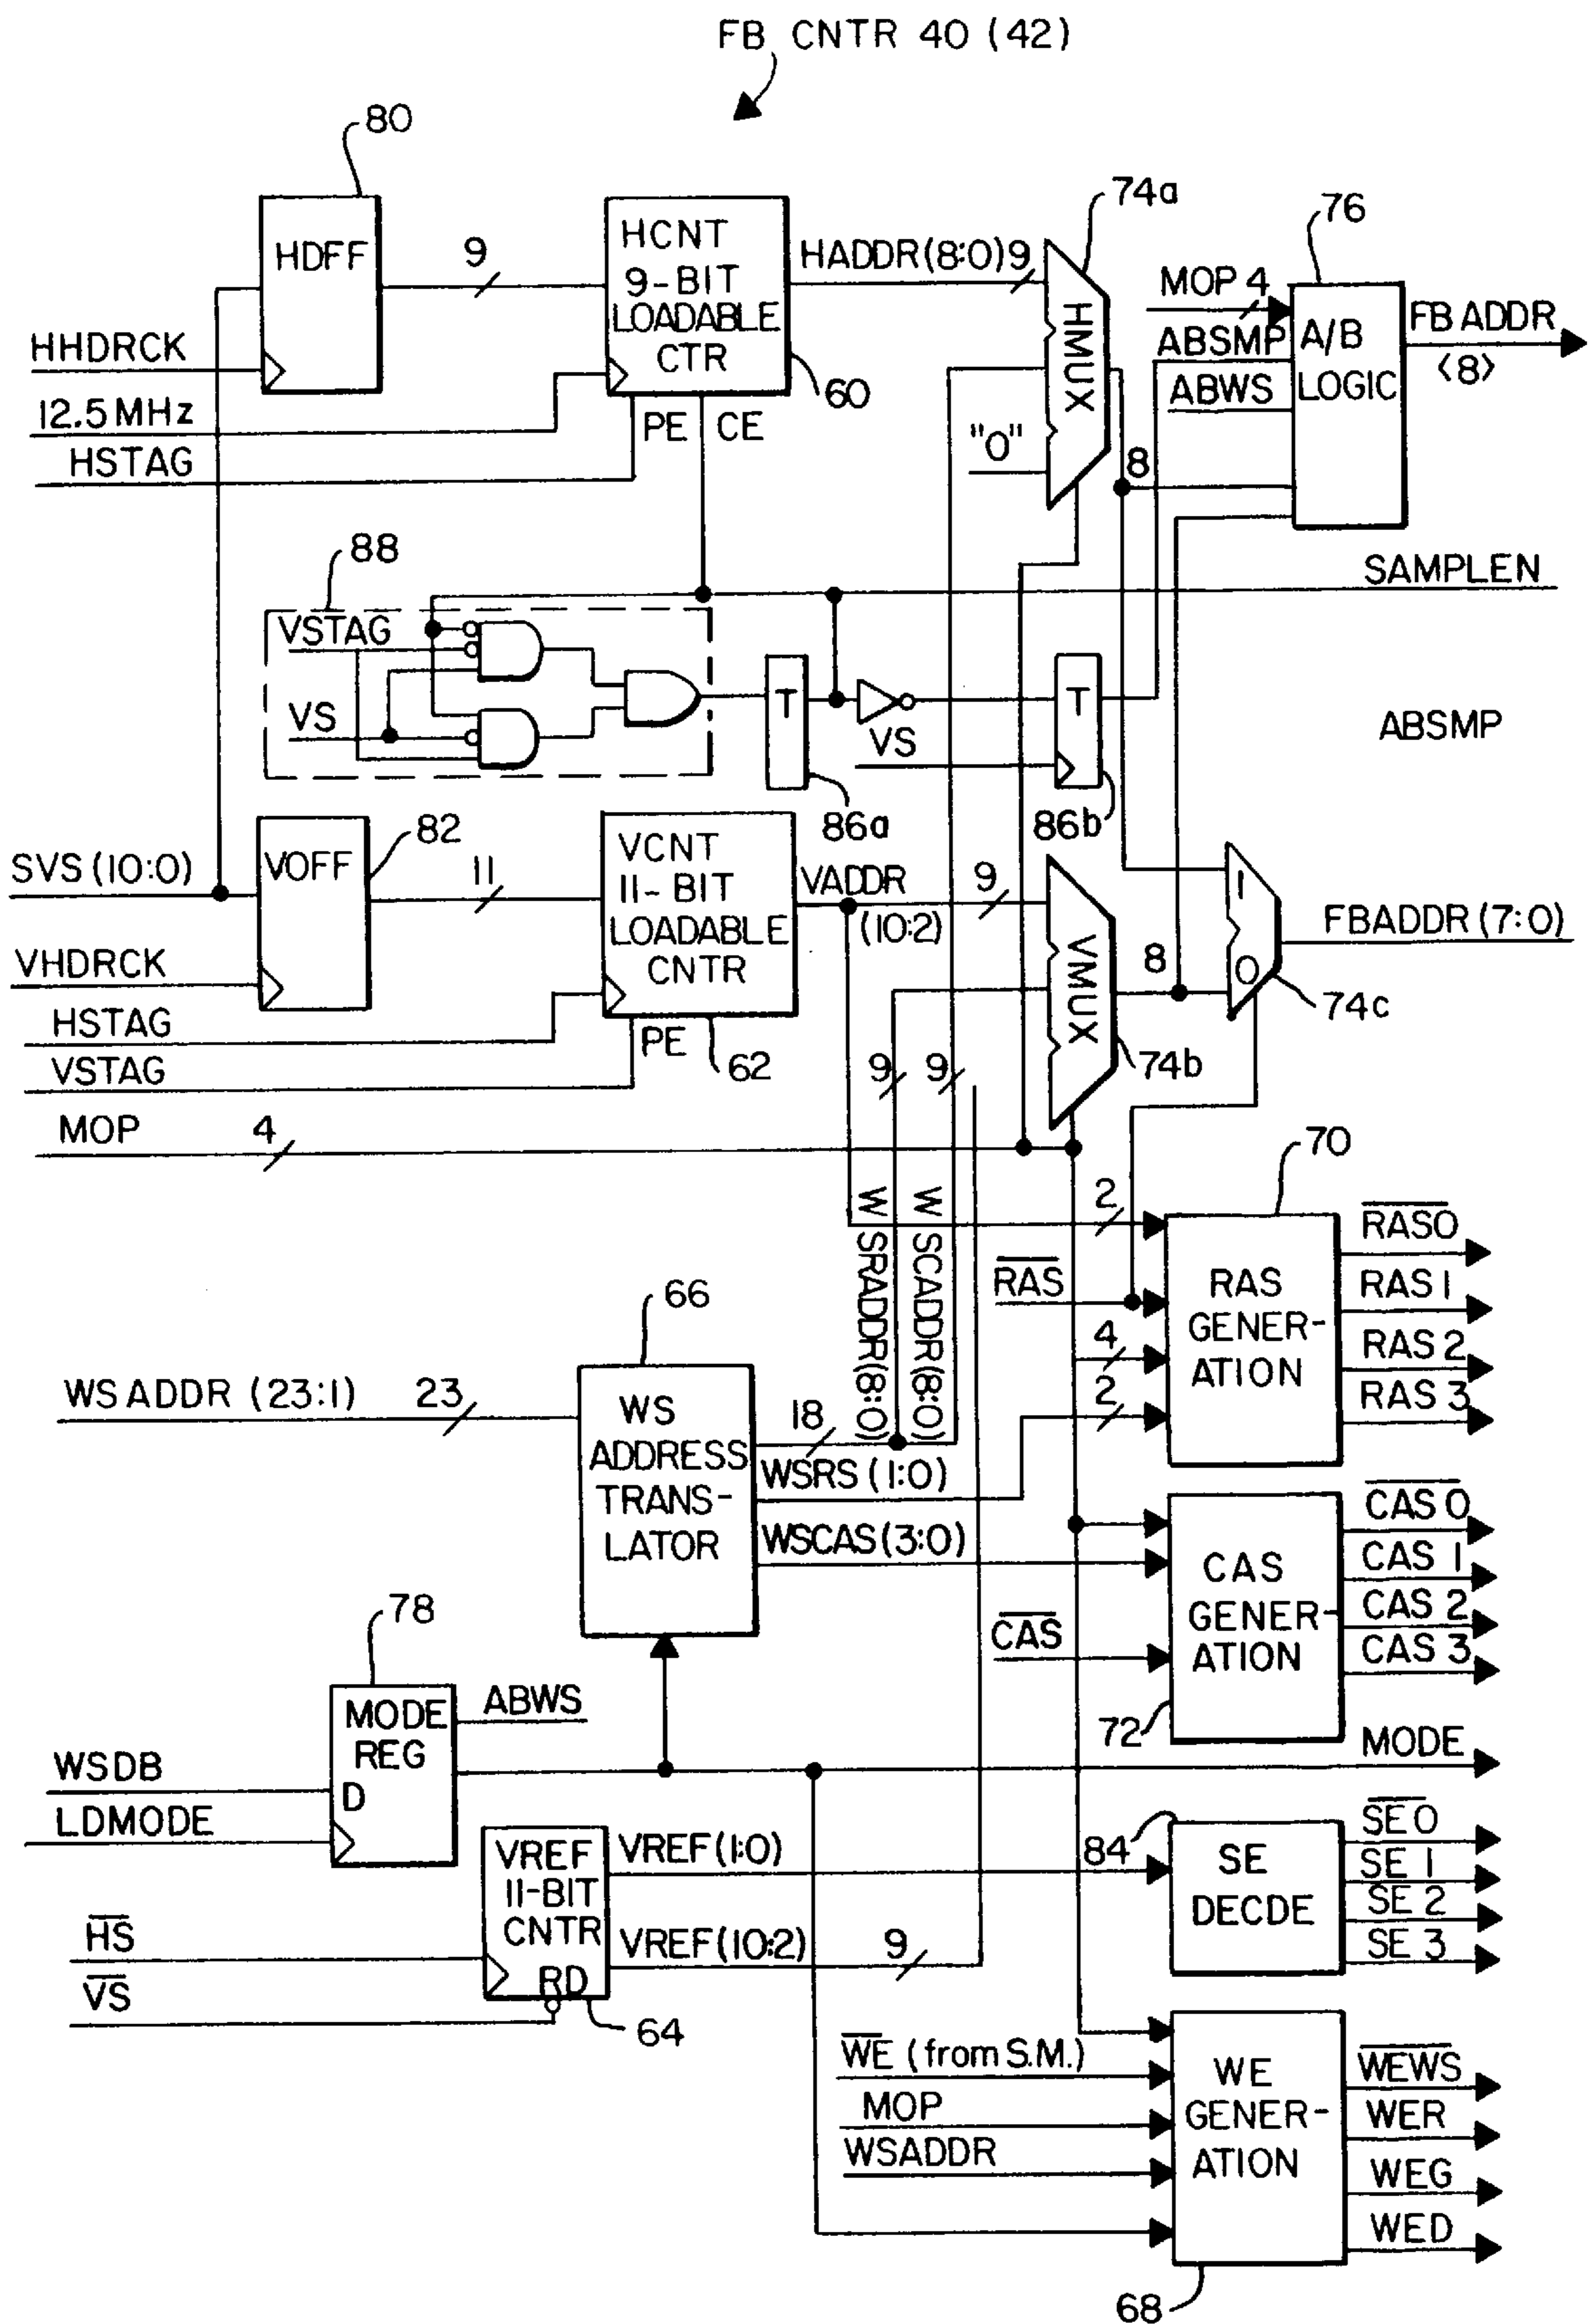 FB CNTR 40 (42)
80
HDFF
9
HCNT
9-BIT
LOADABLE
CTR
60
HADDR(8:0) 9
74a
HMUX
"0"
8
76
MOP 4
ABSMP
ABWS
A/B
LOGIC
FB ADDR
<8>
HHDRCK
12.5 MHz
HSTAG
PE
CE
SAMPLEN
88
VSTAG
VS
T
86a
VS
T
86b
ABSMP
SVS (10:0)
VOFF
82
11
VCNT
11-BIT
LOADABLE
CNTR
PE
62
VADDR
(10:2)
9
VMUX
74b
8
1
0
74c
FBADDR (7:0)
VHDRCK
HSTAG
VSTAG
MOP 4
9
9
W SRADDR(8:0)
W SCADDR(8:0)
2
RAS
4
2
70
RAS
GENER-
ATION
RAS0
RAS 1
RAS 2
RAS 3
66
WS ADDR (23:1) 23
WS
ADDRESS
TRANS-
LATOR
18
WSRS (1:0)
WSCAS (3:0)
CAS
72
CAS
GENER-
ATION
CAS 0
CAS 1
CAS 2
CAS 3
78
MODE
REG
D
ABWS
WSDB
LDMODE
MODE
VREF
11-BIT
CNTR
RD
64
VREF (1:0)
VREF (10:2) 9
HS
VS
84
SE
DECDE
SE 0
SE 1
SE 2
SE 3
WE (from S.M.)
MOP
WSADDR
WE
GENER-
ATION
68
WEWS
WER
WEG
WED